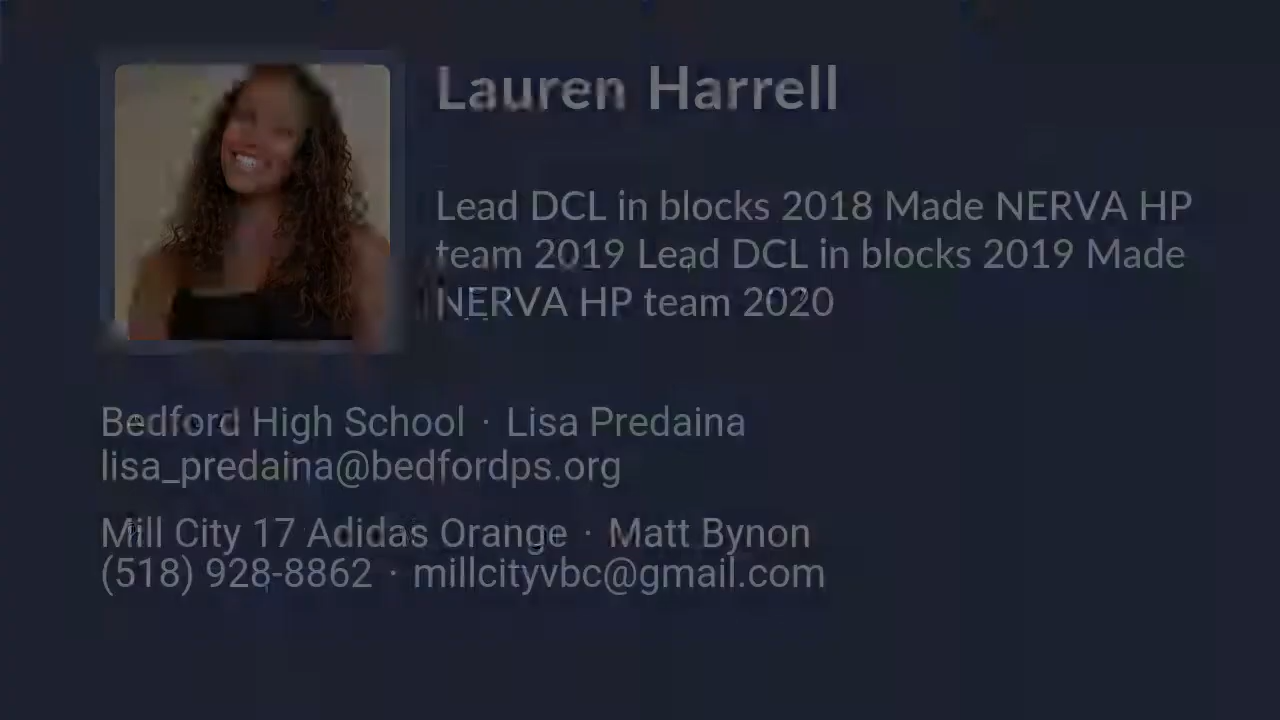 Lauren Harrell
Lead DCL in blocks 2018 Made NERVA HP
team 2019 Lead DCL in blocks 2019 Made
NERVA HP team 2020
Bedford High School · Lisa Predaina
lisa_predaina@bedfordps.org
Mill City 17 Adidas Orange · Matt Bynon
(518) 928-8862 · millcityvbc@gmail.com